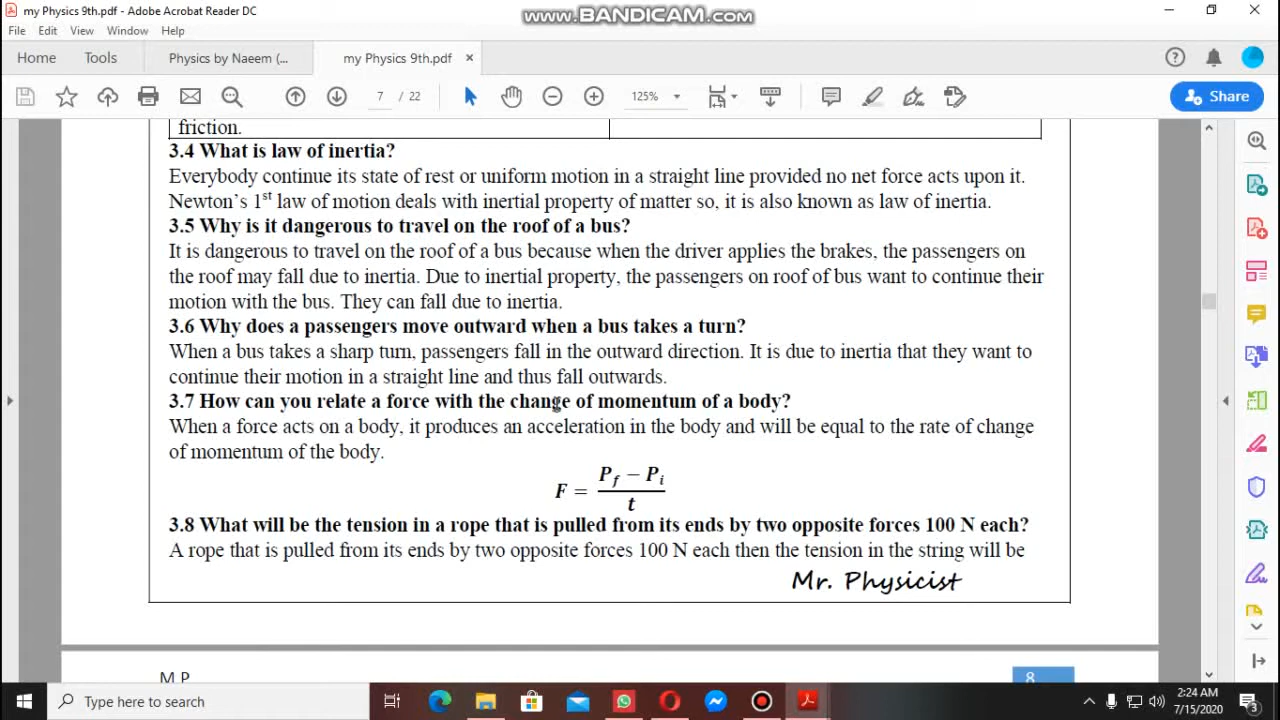 my Physics 9th.pdf - Adobe Acrobat Reader DC
www.BANDICAM.com
File Edit View Window Help
Home Tools Physics by Naeem (... my Physics 9th.pdf ×
7 / 22 125% Share
friction.
3.4 What is law of inertia?
Everybody continue its state of rest or uniform motion in a straight line provided no net force acts upon it.
Newton's 1st law of motion deals with inertial property of matter so, it is also known as law of inertia.
3.5 Why is it dangerous to travel on the roof of a bus?
It is dangerous to travel on the roof of a bus because when the driver applies the brakes, the passengers on
the roof may fall due to inertia. Due to inertial property, the passengers on roof of bus want to continue their
motion with the bus. They can fall due to inertia.
3.6 Why does a passengers move outward when a bus takes a turn?
When a bus takes a sharp turn, passengers fall in the outward direction. It is due to inertia that they want to
continue their motion in a straight line and thus fall outwards.
3.7 How can you relate a force with the change of momentum of a body?
When a force acts on a body, it produces an acceleration in the body and will be equal to the rate of change
of momentum of the body.
F = (Pf − Pi) / t
3.8 What will be the tension in a rope that is pulled from its ends by two opposite forces 100 N each?
A rope that is pulled from its ends by two opposite forces 100 N each then the tension in the string will be
Mr. Physicist
M P 8
Type here to search
2:24 AM
7/15/2020
3